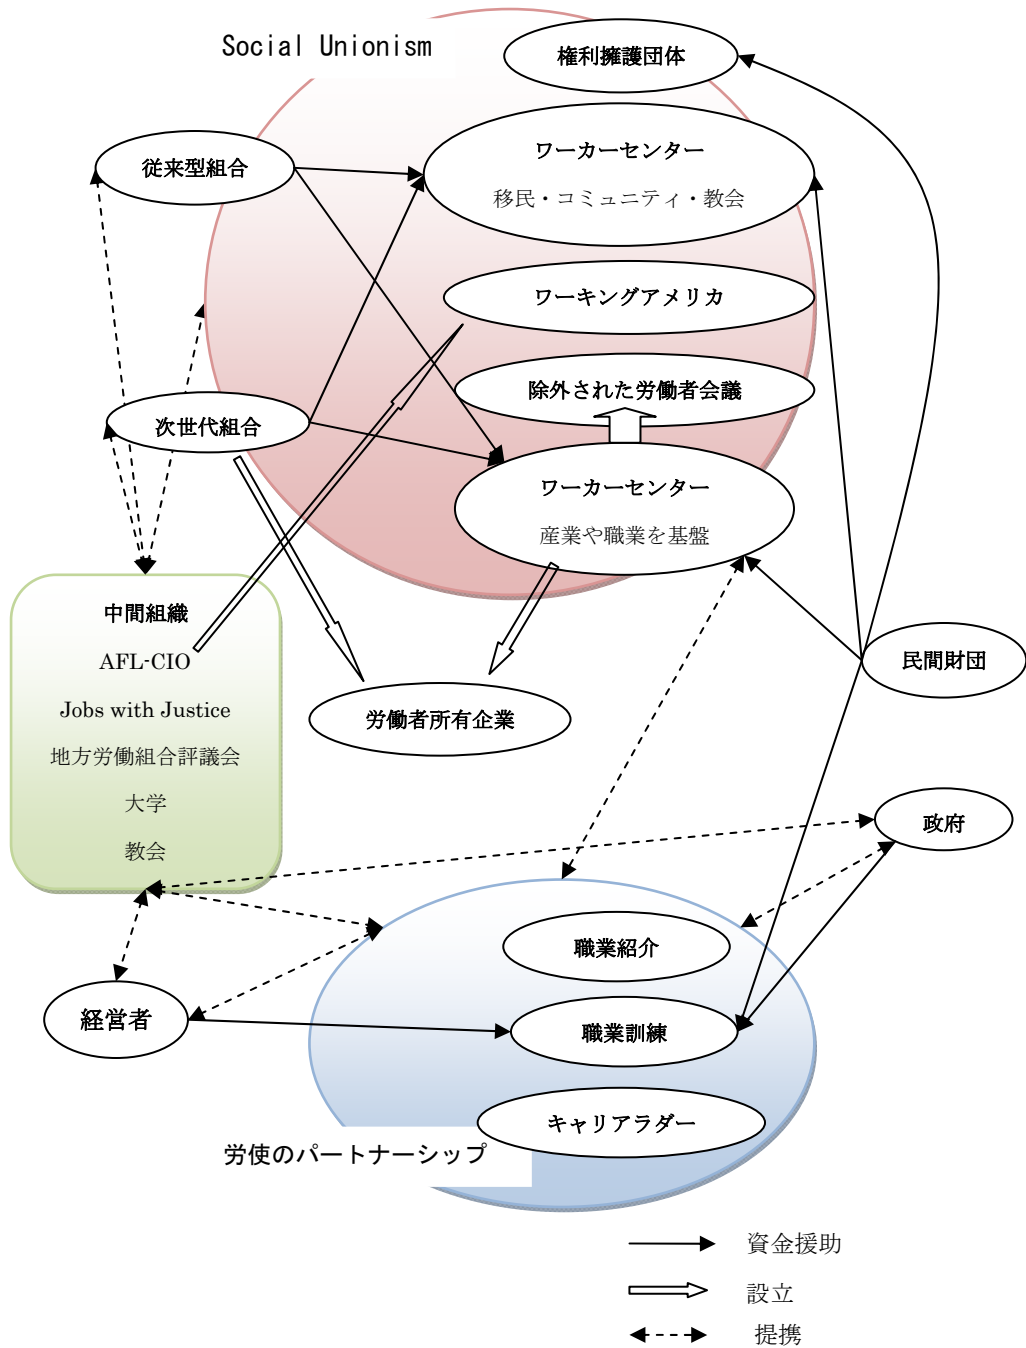 Social Unionism
権利擁護団体
ワーカーセンター
移民・コミュニティ・教会
従来型組合
ワーキングアメリカ
除外された労働者会議
次世代組合
ワーカーセンター
産業や職業を基盤
中間組織
AFL-CIO
Jobs with Justice
地方労働組合評議会
大学
教会
労働者所有企業
民間財団
政府
職業紹介
経営者
職業訓練
キャリアラダー
労使のパートナーシップ
資金援助
設立
提携